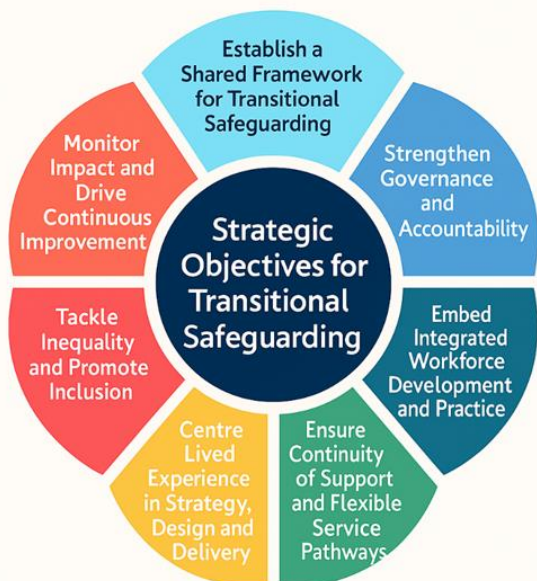 Establish a
Shared Framework
for Transitional
Safeguarding
Strengthen
Governance
and
Accountability
Embed
Integrated
Workforce
Development
and Practice
Ensure
Continuity
of Support
and Flexible
Service
Pathways
Centre
Lived
Experience
in Strategy,
Design and
Delivery
Tackle
Inequality
and Promote
Inclusion
Monitor
Impact and
Drive
Continuous
Improvement
Strategic
Objectives for
Transitional
Safeguarding